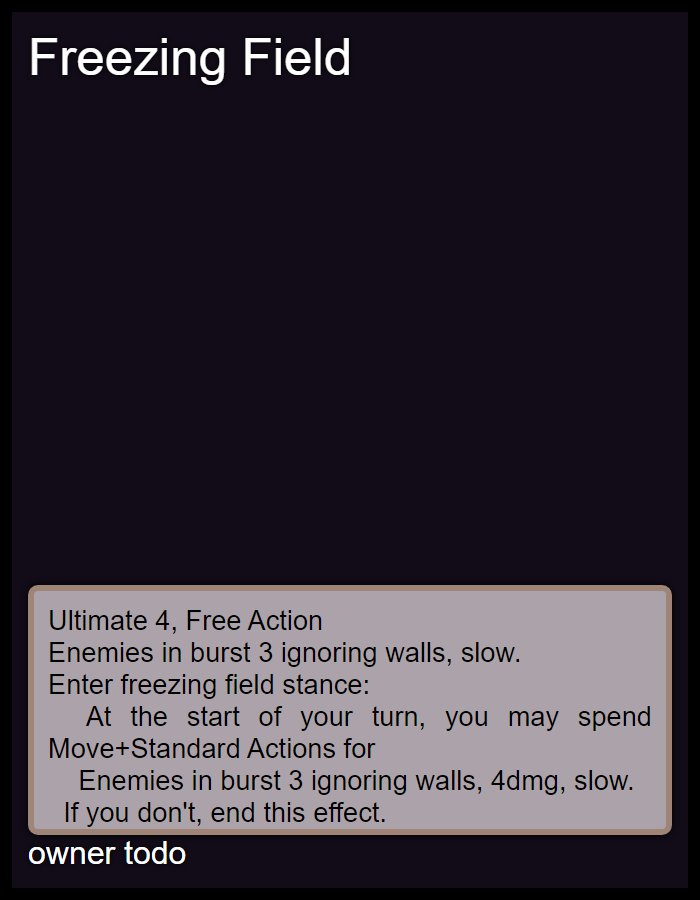 Freezing Field
Ultimate 4, Free Action
Enemies in burst 3 ignoring walls, slow.
Enter freezing field stance:
At the start of your turn, you may spend
Move+Standard Actions for
Enemies in burst 3 ignoring walls, 4dmg, slow.
If you don't, end this effect.
owner todo